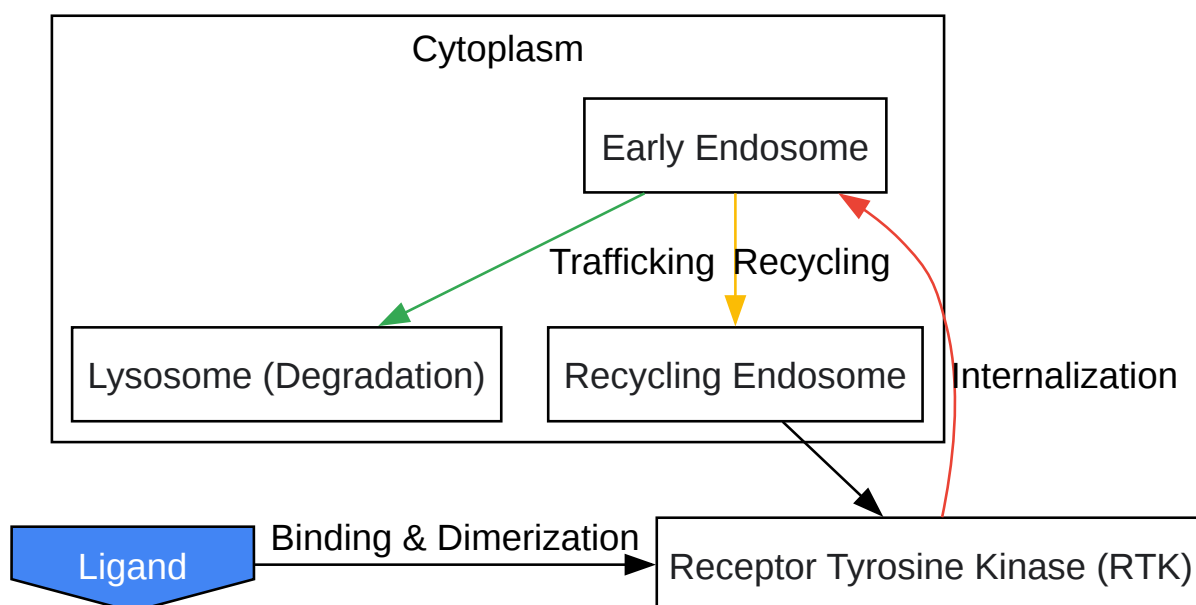 Cytoplasm
Early Endosome
Trafficking
Recycling
Lysosome (Degradation)
Recycling Endosome
Internalization
Binding & Dimerization
Ligand
Receptor Tyrosine Kinase (RTK)